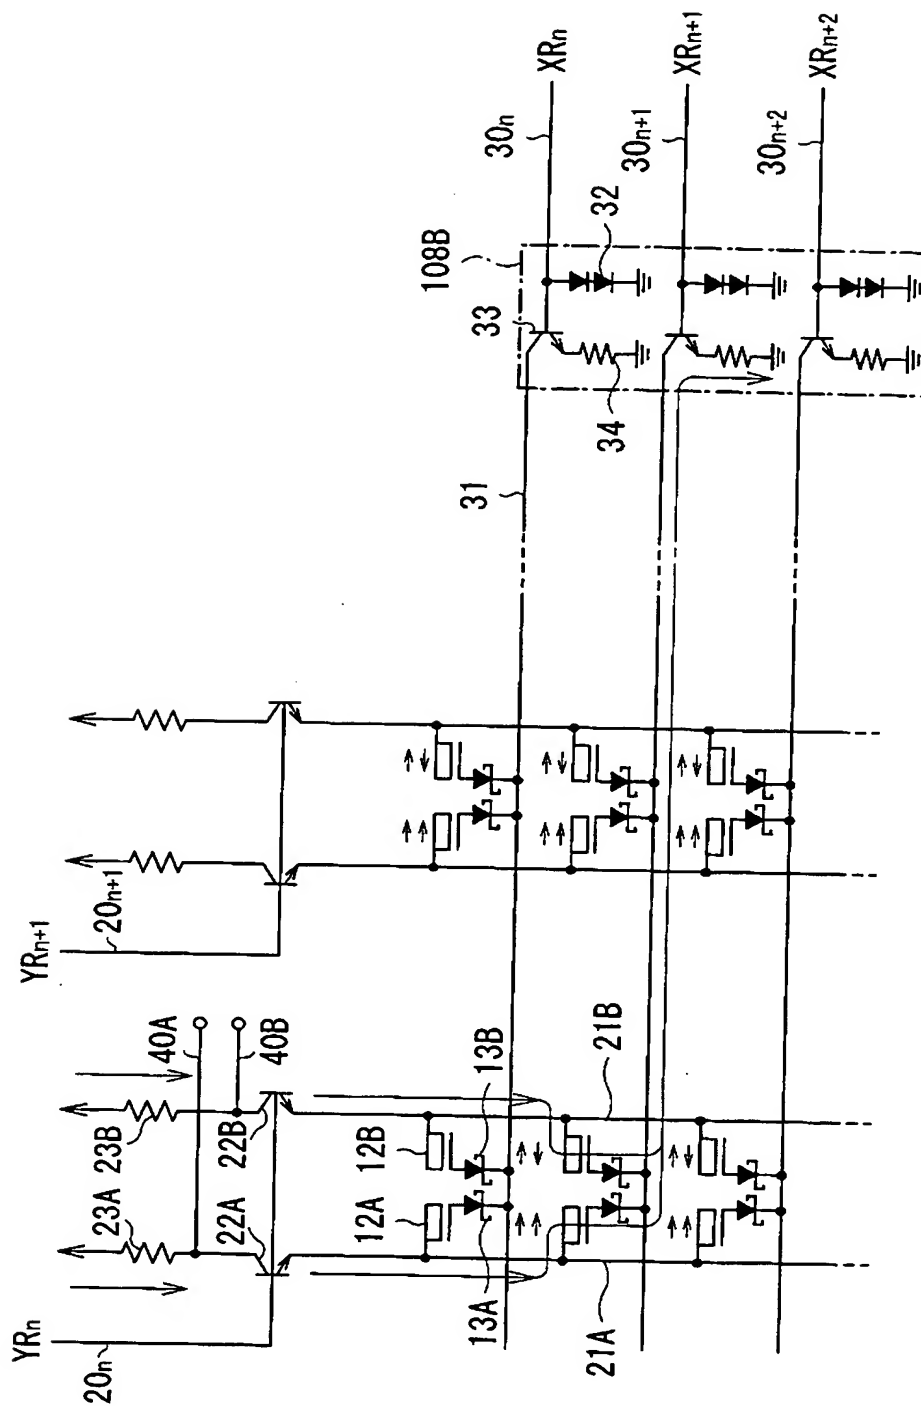 XRn
XRn+1
XRn+2
30n
30n+1
30n+2
32
108B
33
34
31
YRn+1
20n+1
40A
40B
23B
22B
13B
21B
12B
12A
23A
22A
13A
21A
YRn
20n